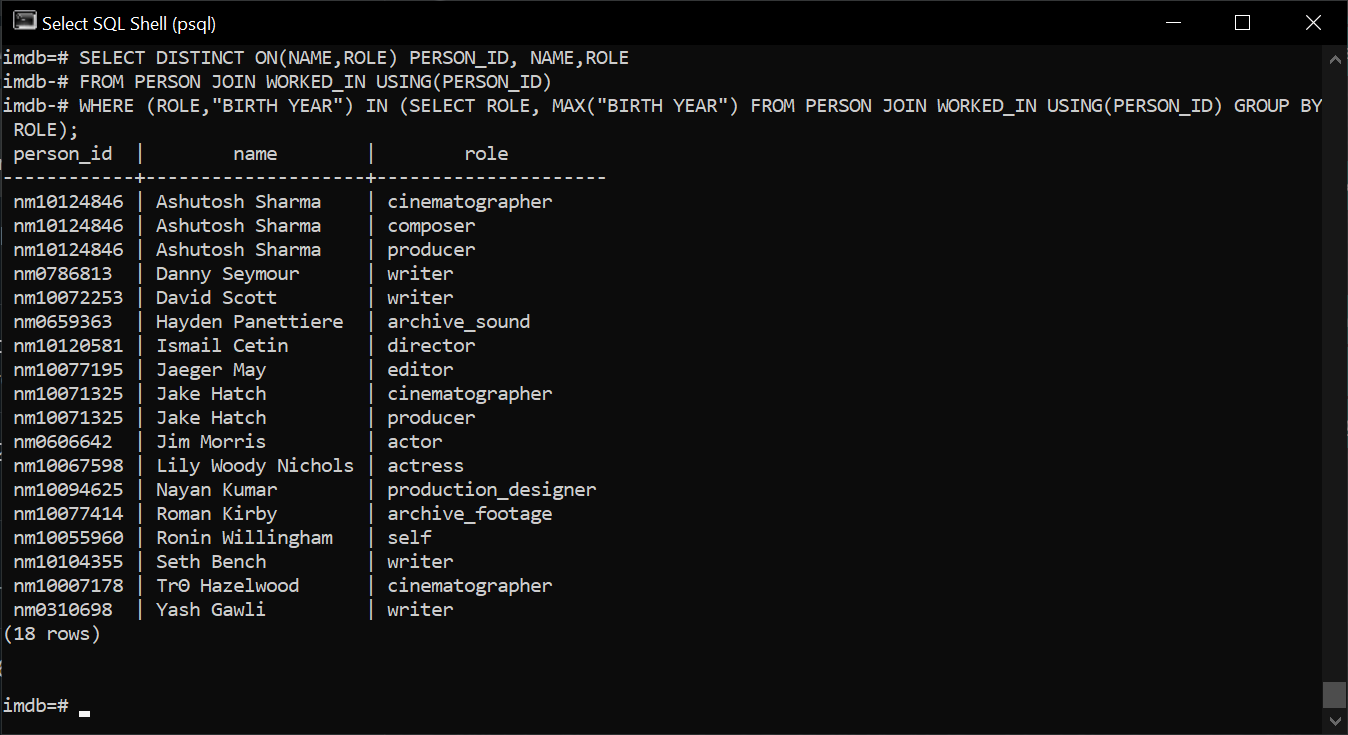 Select SQL Shell (psql)
imdb=# SELECT DISTINCT ON(NAME,ROLE) PERSON_ID, NAME,ROLE
imdb-# FROM PERSON JOIN WORKED_IN USING(PERSON_ID)
imdb-# WHERE (ROLE,"BIRTH YEAR") IN (SELECT ROLE, MAX("BIRTH YEAR") FROM PERSON JOIN WORKED_IN USING(PERSON_ID) GROUP BY
ROLE);
person_id | name | role
------------+--------------------+---------------------
nm10124846 | Ashutosh Sharma | cinematographer
nm10124846 | Ashutosh Sharma | composer
nm10124846 | Ashutosh Sharma | producer
nm0786813 | Danny Seymour | writer
nm10072253 | David Scott | writer
nm0659363 | Hayden Panettiere | archive_sound
nm10120581 | Ismail Cetin | director
nm10077195 | Jaeger May | editor
nm10071325 | Jake Hatch | cinematographer
nm10071325 | Jake Hatch | producer
nm0606642 | Jim Morris | actor
nm10067598 | Lily Woody Nichols | actress
nm10094625 | Nayan Kumar | production_designer
nm10077414 | Roman Kirby | archive_footage
nm10055960 | Ronin Willingham | self
nm10104355 | Seth Bench | writer
nm10007178 | TrΘ Hazelwood | cinematographer
nm0310698 | Yash Gawli | writer
(18 rows)
imdb=#